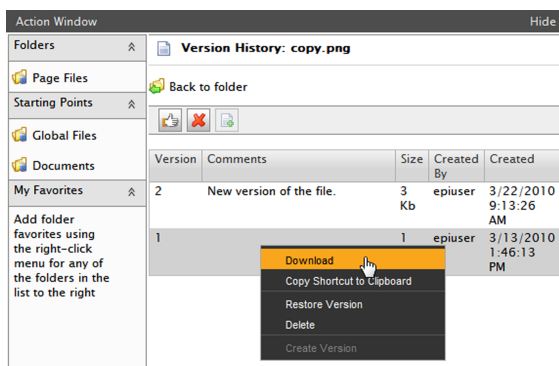 Action Window
Hide
Folders
Page Files
Starting Points
Global Files
Documents
My Favorites
Add folder
favorites using
the right-click
menu for any of
the folders in the
list to the right
Version History: copy.png
Back to folder
Version Comments Size Created By Created
2 New version of the file. 3 Kb epiuser 3/22/2010 9:13:26 AM
1 1 epiuser 3/13/2010 1:46:13 PM
Download
Copy Shortcut to Clipboard
Restore Version
Delete
Create Version